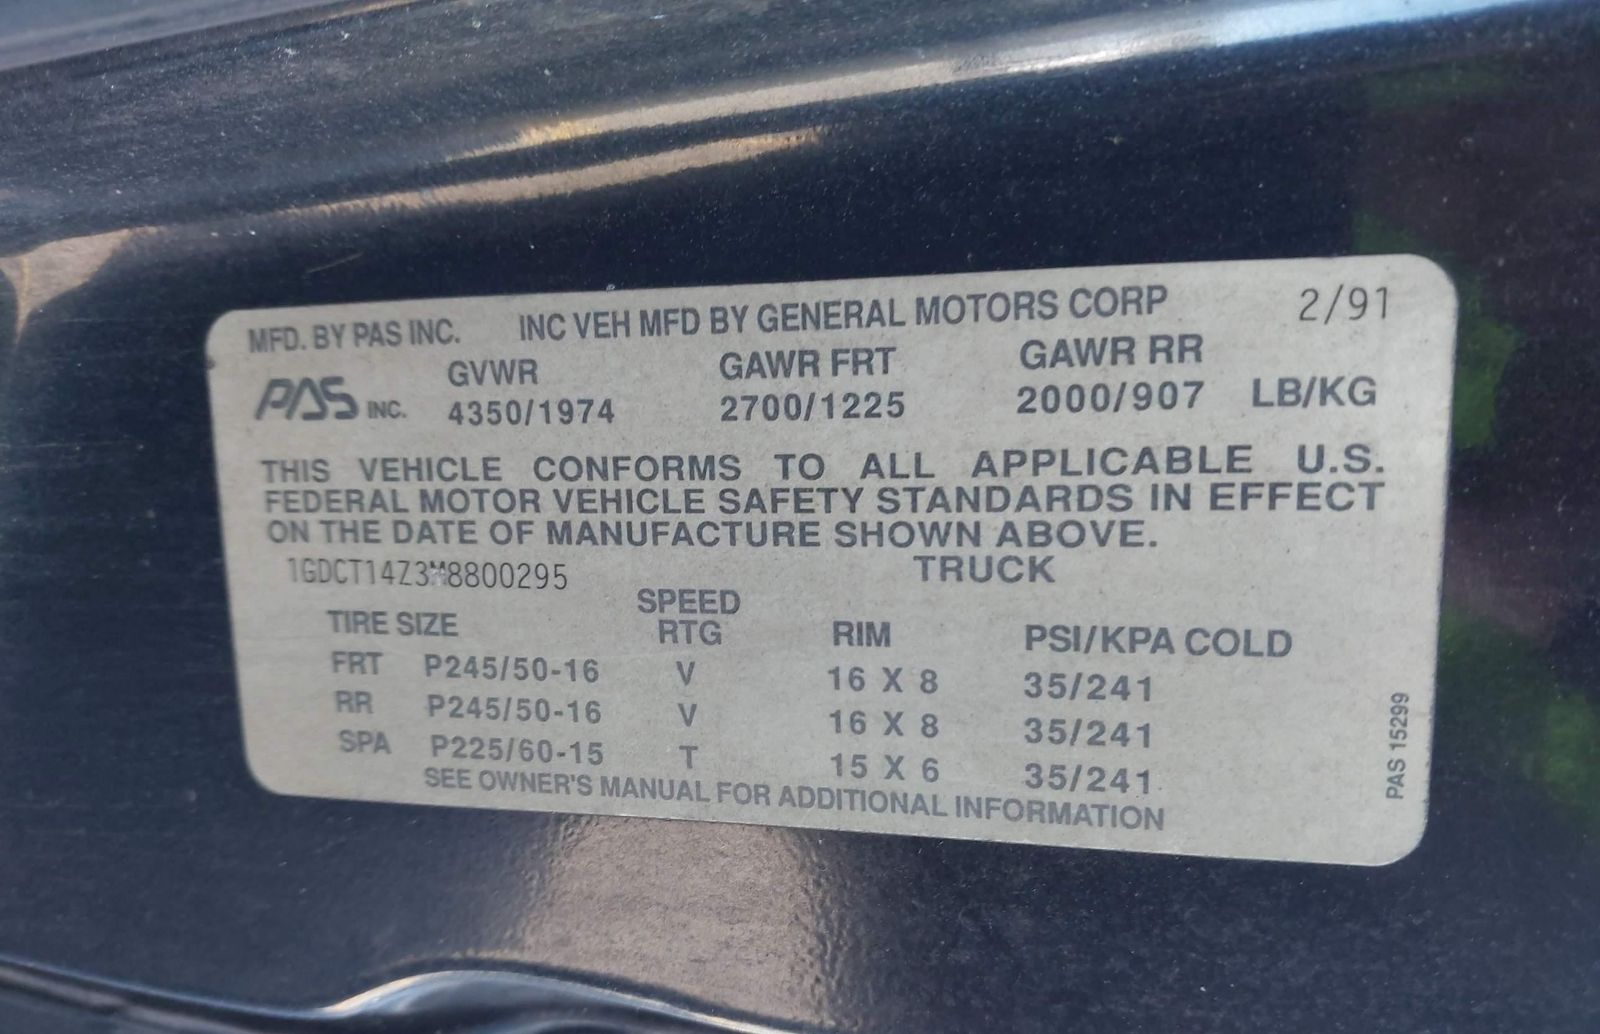 MFD. BY PAS INC. INC VEH MFD BY GENERAL MOTORS CORP 2/91
GVWR GAWR FRT GAWR RR
PAS INC. 4350/1974 2700/1225 2000/907 LB/KG
THIS VEHICLE CONFORMS TO ALL APPLICABLE U.S.
FEDERAL MOTOR VEHICLE SAFETY STANDARDS IN EFFECT
ON THE DATE OF MANUFACTURE SHOWN ABOVE.
1GDCT14Z3M8800295 TRUCK
TIRE SIZE SPEED RTG RIM PSI/KPA COLD
FRT P245/50-16 V 16 X 8 35/241
RR P245/50-16 V 16 X 8 35/241
SPA P225/60-15 T 15 X 6 35/241
SEE OWNER'S MANUAL FOR ADDITIONAL INFORMATION
PAS 15299